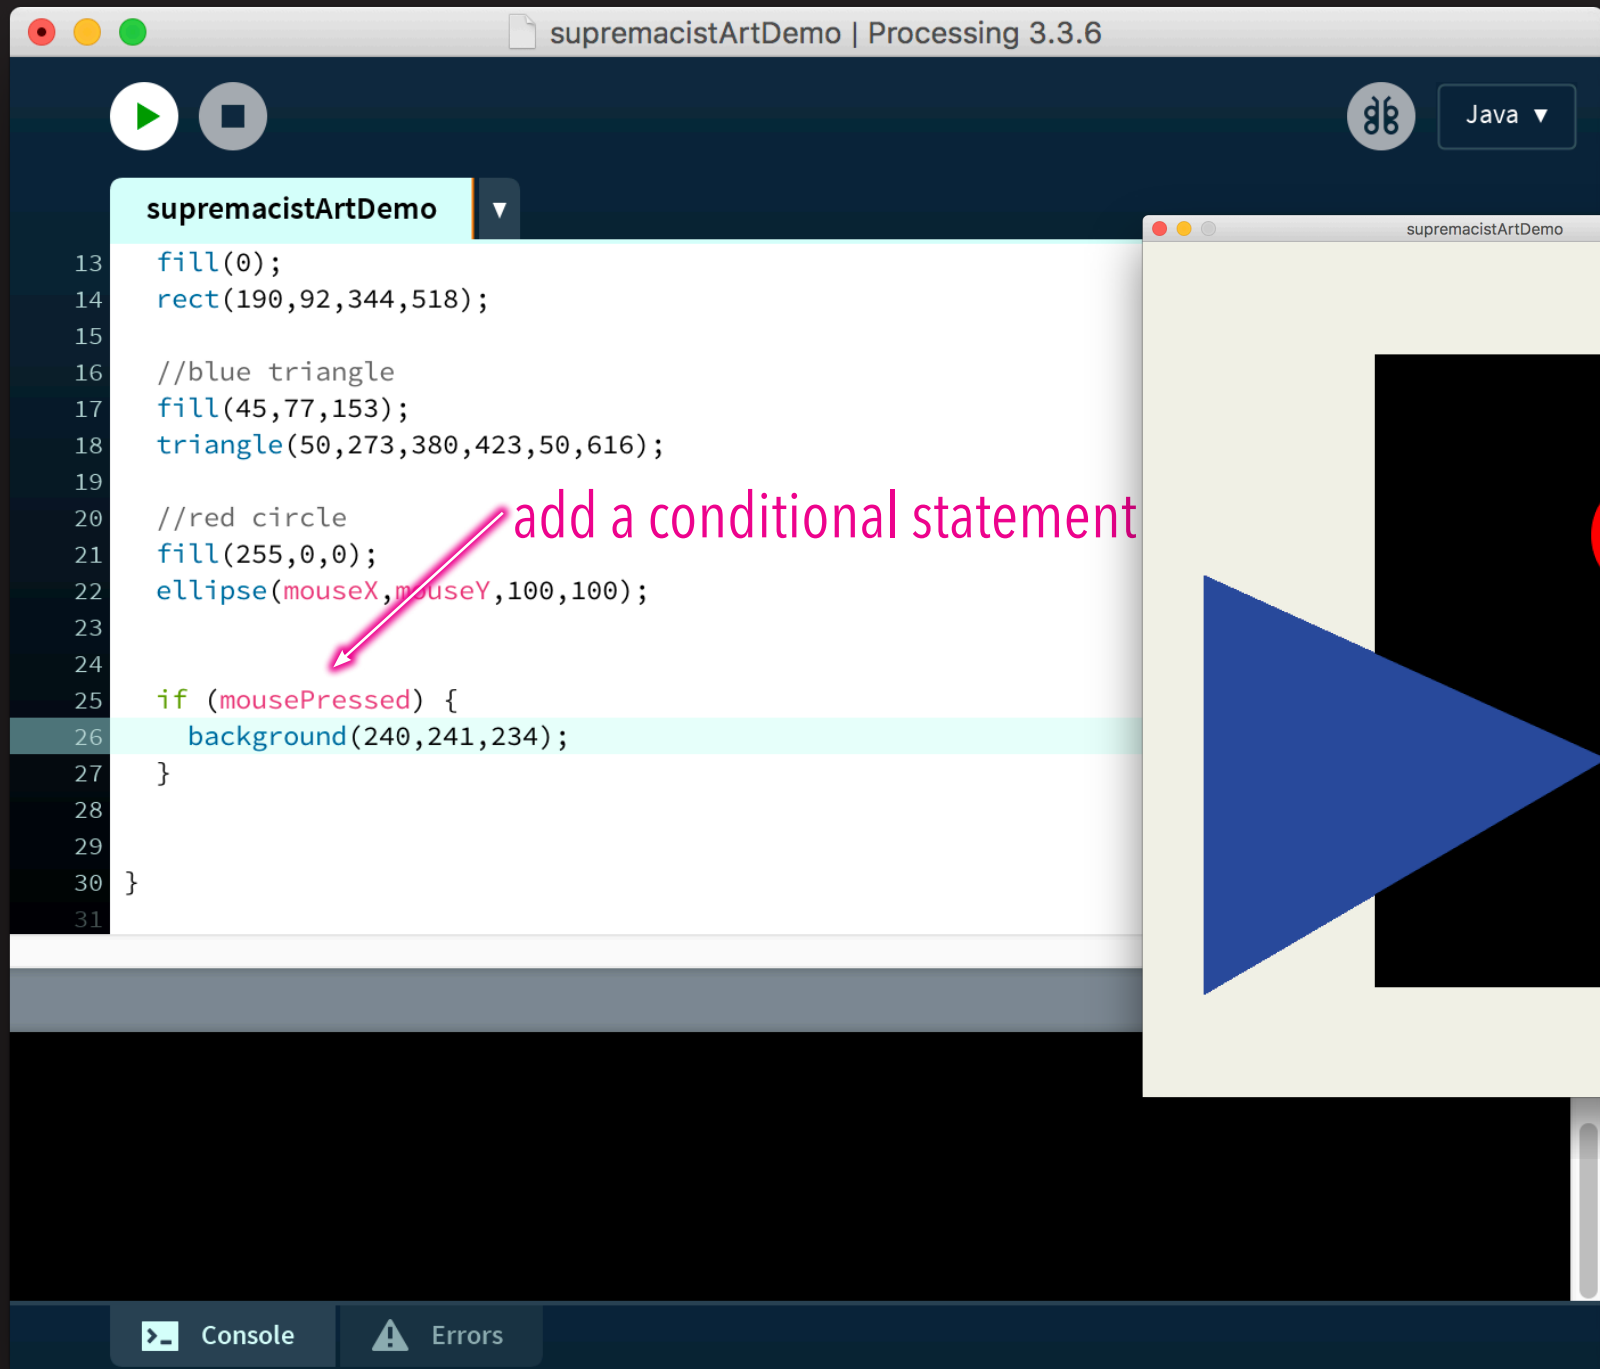 supremacistArtDemo | Processing 3.3.6
Java ▼
supremacistArtDemo ▼
supremacistArtDemo
13 fill(0);
14 rect(190,92,344,518);
15
16 //blue triangle
17 fill(45,77,153);
18 triangle(50,273,380,423,50,616);
19
add a conditional statement
20 //red circle
21 fill(255,0,0);
22 ellipse(mouseX,mouseY,100,100);
23
24
25 if (mousePressed) {
26 background(240,241,234);
27 }
28
29
30 }
31
Console Errors